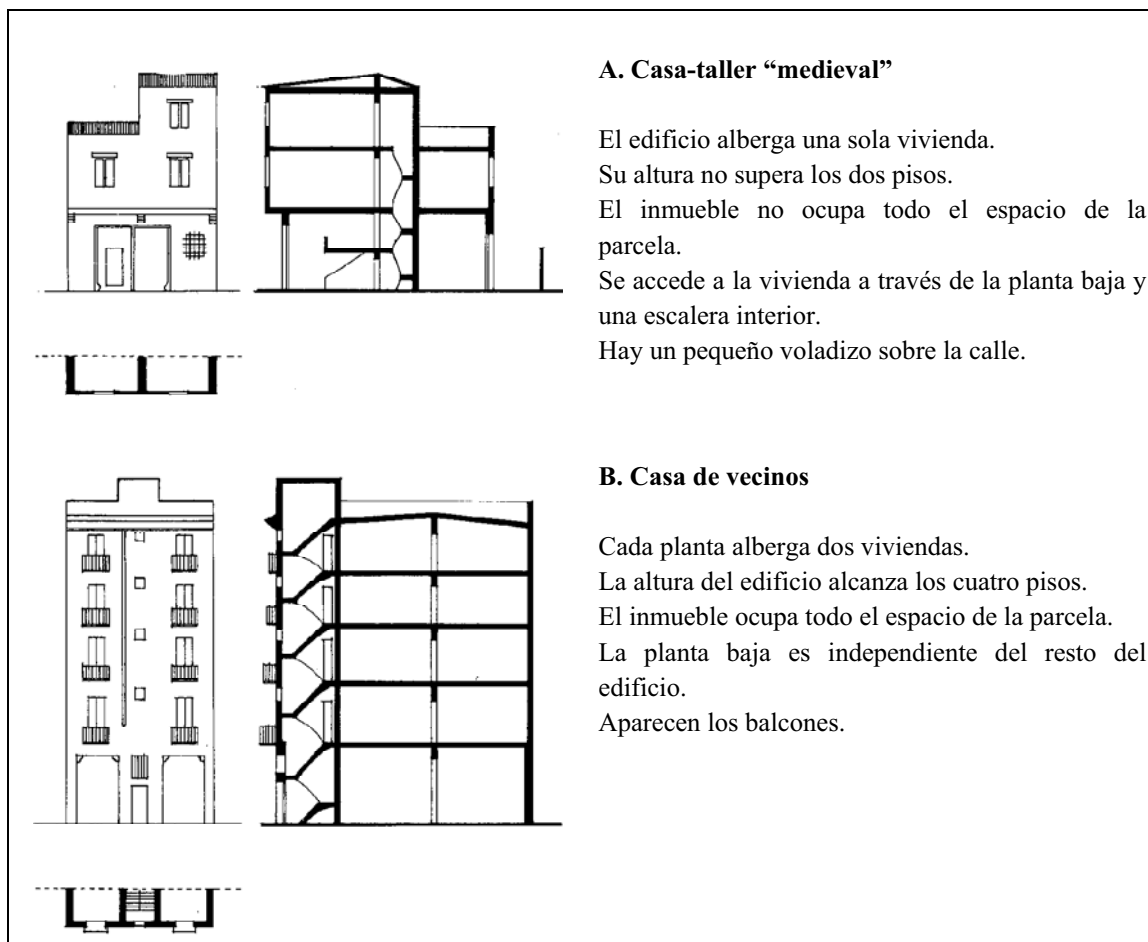 A. Casa-taller “medieval”
El edificio alberga una sola vivienda.
Su altura no supera los dos pisos.
El inmueble no ocupa todo el espacio de la
parcela.
Se accede a la vivienda a través de la planta baja y
una escalera interior.
Hay un pequeño voladizo sobre la calle.
B. Casa de vecinos
Cada planta alberga dos viviendas.
La altura del edificio alcanza los cuatro pisos.
El inmueble ocupa todo el espacio de la parcela.
La planta baja es independiente del resto del
edificio.
Aparecen los balcones.